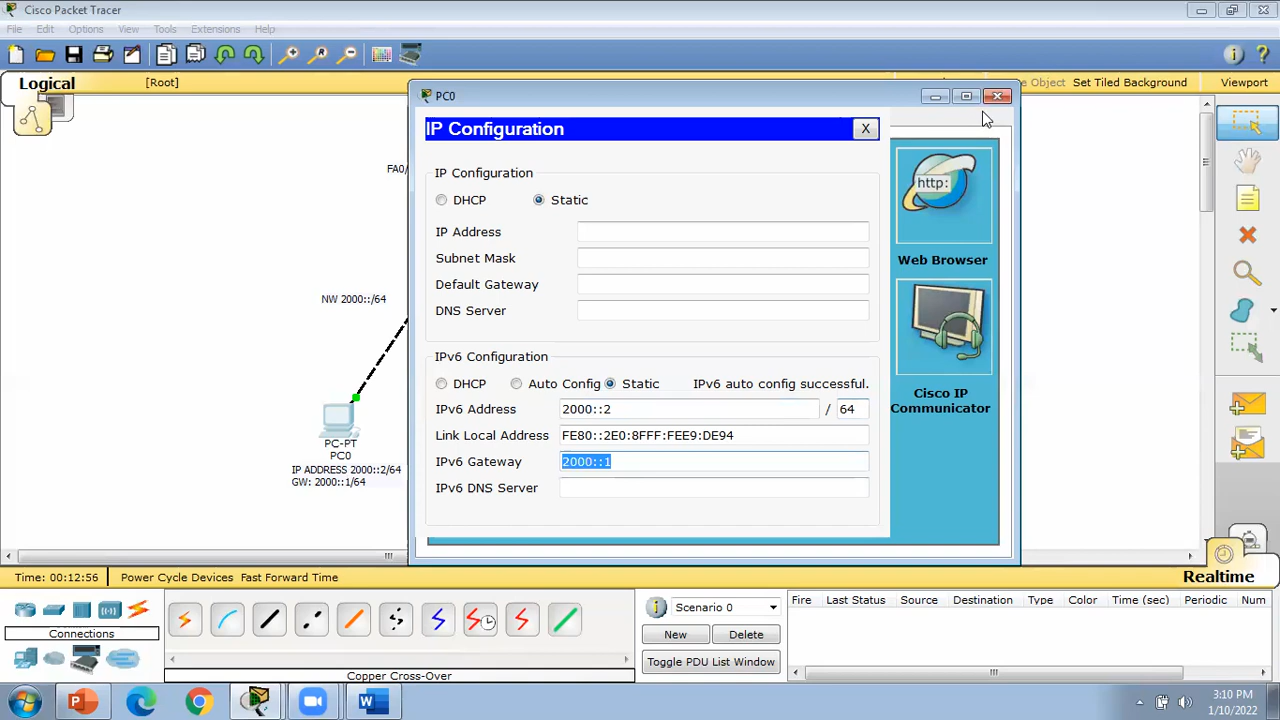 Cisco Packet Tracer
File Edit Options View Tools Extensions Help
Logical
[Root]
Object Set Tiled Background Viewport
PC0
IP Configuration X
IP Configuration
DHCP Static
IP Address
Subnet Mask
Default Gateway
DNS Server
IPv6 Configuration
DHCP Auto Config Static IPv6 auto config successful.
IPv6 Address 2000::2 / 64
Link Local Address FE80::2E0:8FFF:FEE9:DE94
IPv6 Gateway 2000::1
IPv6 DNS Server
http:
Web Browser
Cisco IP
Communicator
FA0/
NW 2000::/64
PC-PT
PC0
IP ADDRESS 2000::2/64
GW: 2000::1/64
Time: 00:12:56 Power Cycle Devices Fast Forward Time
Realtime
Connections
Copper Cross-Over
Scenario 0
New Delete
Toggle PDU List Window
Fire Last Status Source Destination Type Color Time (sec) Periodic Num
3:10 PM
1/10/2022